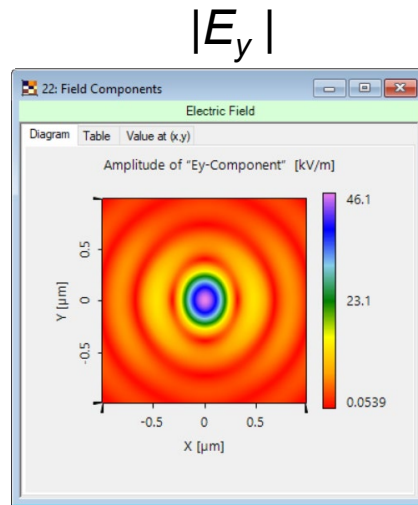 |Ey|
22: Field Components
Electric Field
Diagram Table Value at (x,y)
Amplitude of "Ey-Component" [kV/m]
46.1
23.1
0.0539
0.5
0
-0.5
Y [µm]
-0.5 0 0.5
X [µm]